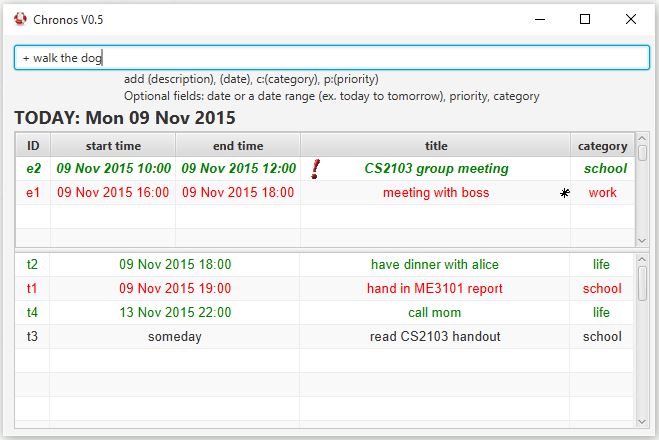 Chronos V0.5
+ walk the dog
add (description), (date), c:(category), p:(priority)
Optional fields: date or a date range (ex. today to tomorrow), priority, category
TODAY: Mon 09 Nov 2015
ID start time end time title category
e2 09 Nov 2015 10:00 09 Nov 2015 12:00 ! CS2103 group meeting school
e1 09 Nov 2015 16:00 09 Nov 2015 18:00 meeting with boss * work
t2 09 Nov 2015 18:00 have dinner with alice life
t1 09 Nov 2015 19:00 hand in ME3101 report school
t4 13 Nov 2015 22:00 call mom life
t3 someday read CS2103 handout school